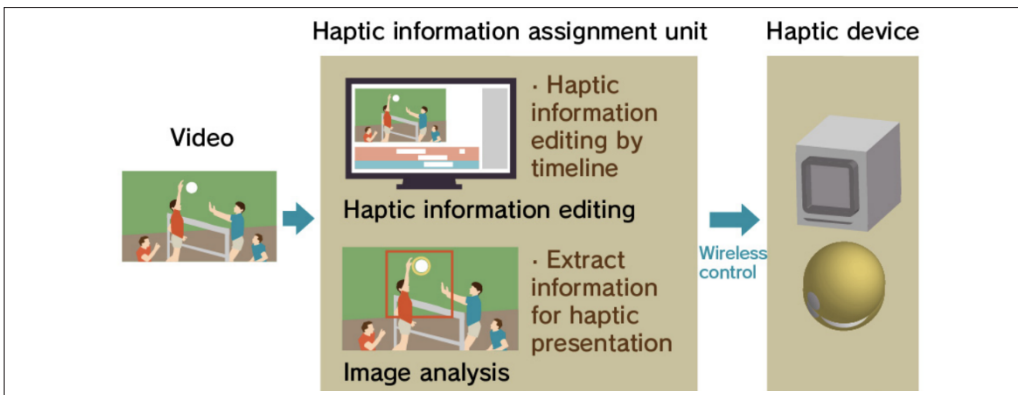 Haptic information assignment unit
Haptic device
Video
· Haptic
information
editing by
timeline
Haptic information editing
· Extract
information
for haptic
presentation
Image analysis
Wireless
control